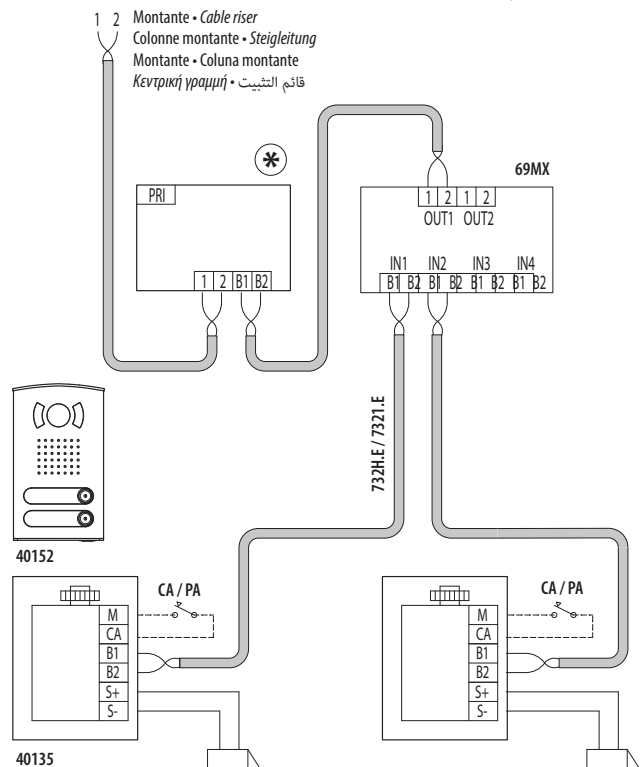 1 2 Montante • Cable riser
Colonne montante • Steigleitung
Montante • Coluna montante
Κεντρική γραμμή • قائم التثبيت
*
69MX
PRI
1 2 1 2
OUT1 OUT2
1 2 B1 B2
IN1 IN2 IN3 IN4
B1 B2 B1 B2 B1 B2 B1 B2
732H.E / 732I.E
40152
CA / PA
CA / PA
M
CA
B1
B2
S+
S-
M
CA
B1
B2
S+
S-
40135